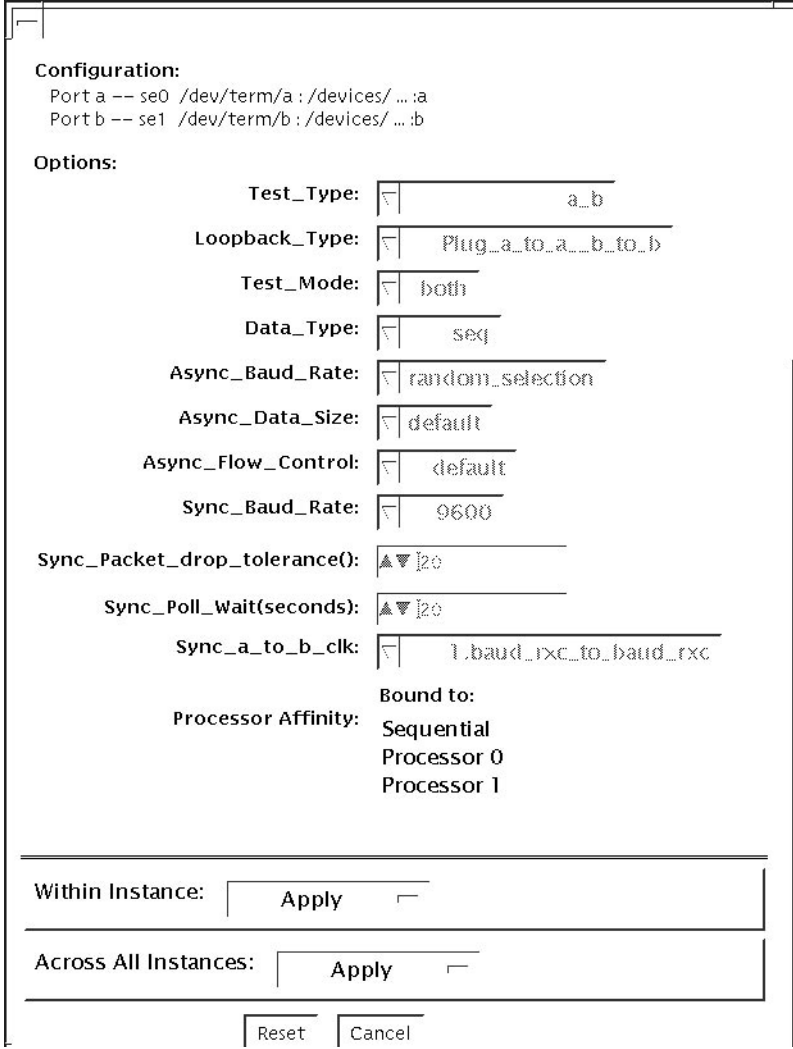 Configuration:
Port a -- se0 /dev/term/a : /devices/ ... :a
Port b -- se1 /dev/term/b : /devices/ ... :b
Options:
Test_Type: a_b
Loopback_Type: Plug_a_to_a__b_to_b
Test_Mode: both
Data_Type: seq
Async_Baud_Rate: random_selection
Async_Data_Size: default
Async_Flow_Control: default
Sync_Baud_Rate: 9600
Sync_Packet_drop_tolerance(): 20
Sync_Poll_Wait(seconds): 20
Sync_a_to_b_clk: 1.baud_rxc_to_baud_rxc
Bound to:
Processor Affinity:
Sequential
Processor 0
Processor 1
Within Instance: Apply
Across All Instances: Apply
Reset Cancel